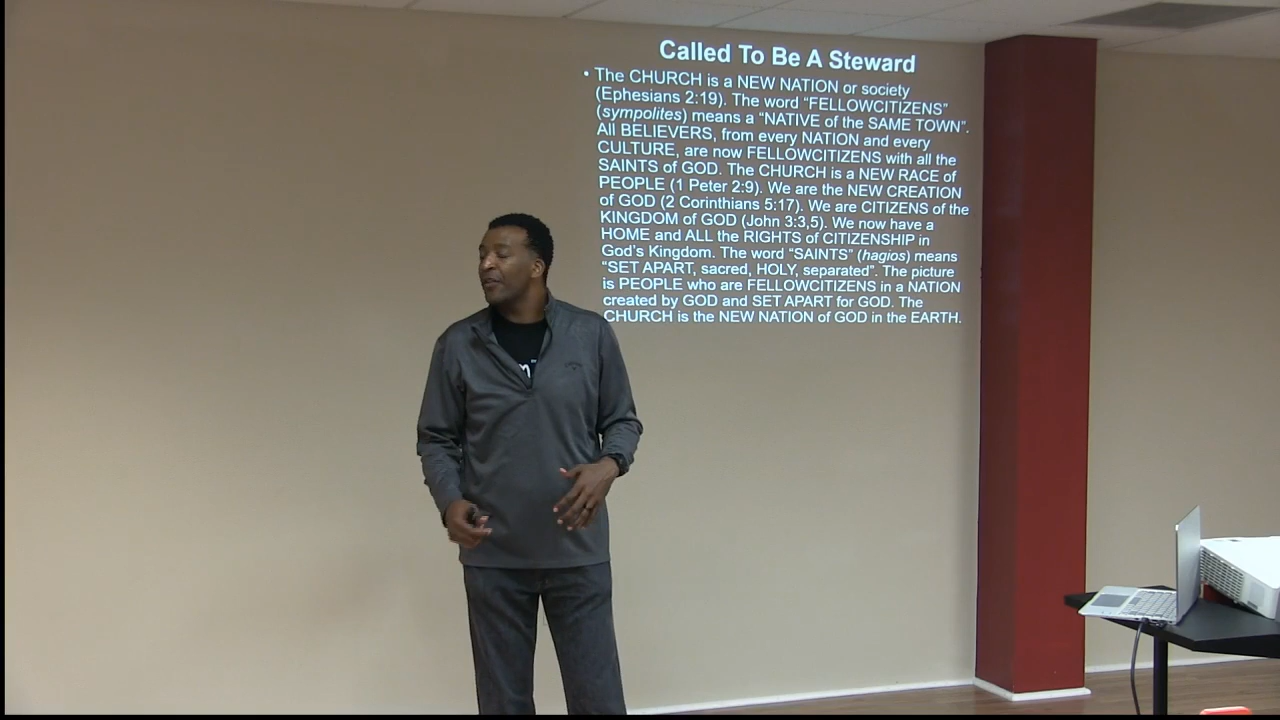 Called To Be A Steward
• The CHURCH is a NEW NATION or society
(Ephesians 2:19). The word “FELLOWCITIZENS”
(sympolites) means a “NATIVE of the SAME TOWN”.
All BELIEVERS, from every NATION and every
CULTURE, are now FELLOWCITIZENS with all the
SAINTS of GOD. The CHURCH is a NEW RACE of
PEOPLE (1 Peter 2:9). We are the NEW CREATION
of GOD (2 Corinthians 5:17). We are CITIZENS of the
KINGDOM of GOD (John 3:3,5). We now have a
HOME and ALL the RIGHTS of CITIZENSHIP in
God’s Kingdom. The word “SAINTS” (hagios) means
“SET APART, sacred, HOLY, separated”. The picture
is PEOPLE who are FELLOWCITIZENS in a NATION
created by GOD and SET APART for GOD. The
CHURCH is the NEW NATION of GOD in the EARTH.